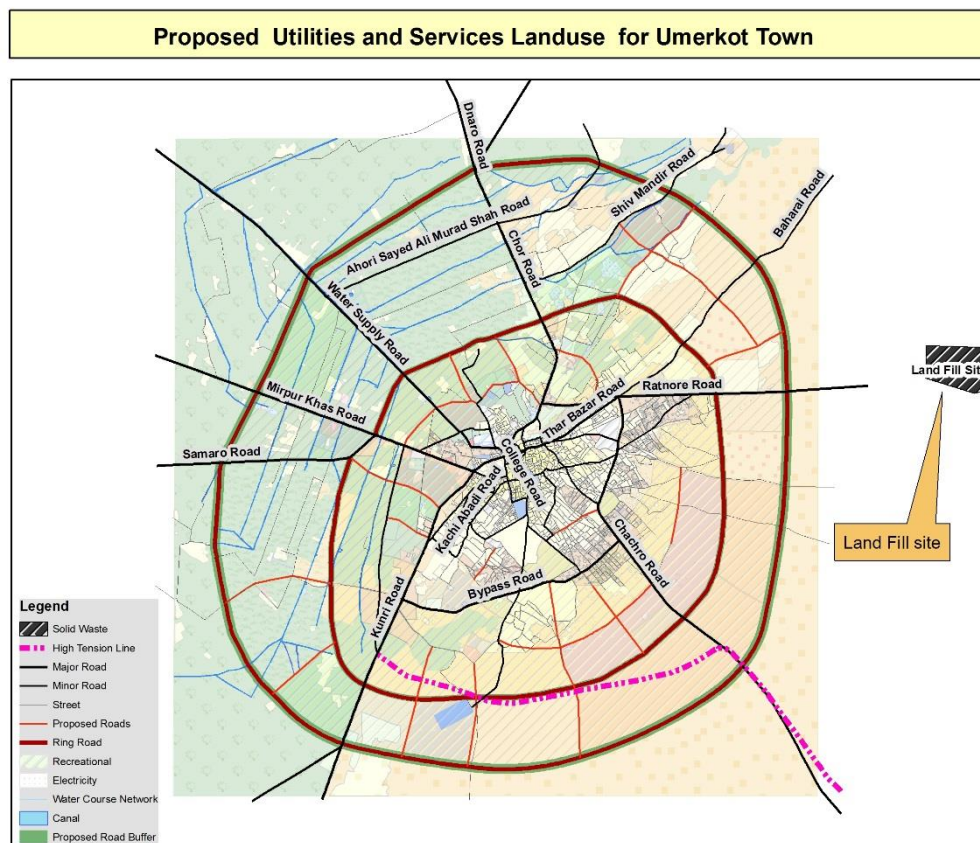 Proposed Utilities and Services Landuse for Umerkot Town
Dnaro Road
Shiv Mandir Road
Baharai Road
Ahori Sayed Ali Murad Shah Road
Chor Road
Water Supply Road
Land Fill Sit
Mirpur Khas Road
Thar Bazar Road
Ratnore Road
Samaro Road
College Road
Kachi Abadi Road
Land Fill site
Chachro Road
Bypass Road
Kunri Road
Legend
Solid Waste
High Tension Line
Major Road
Minor Road
Street
Proposed Roads
Ring Road
Recreational
Electricity
Water Course Network
Canal
Proposed Road Buffer